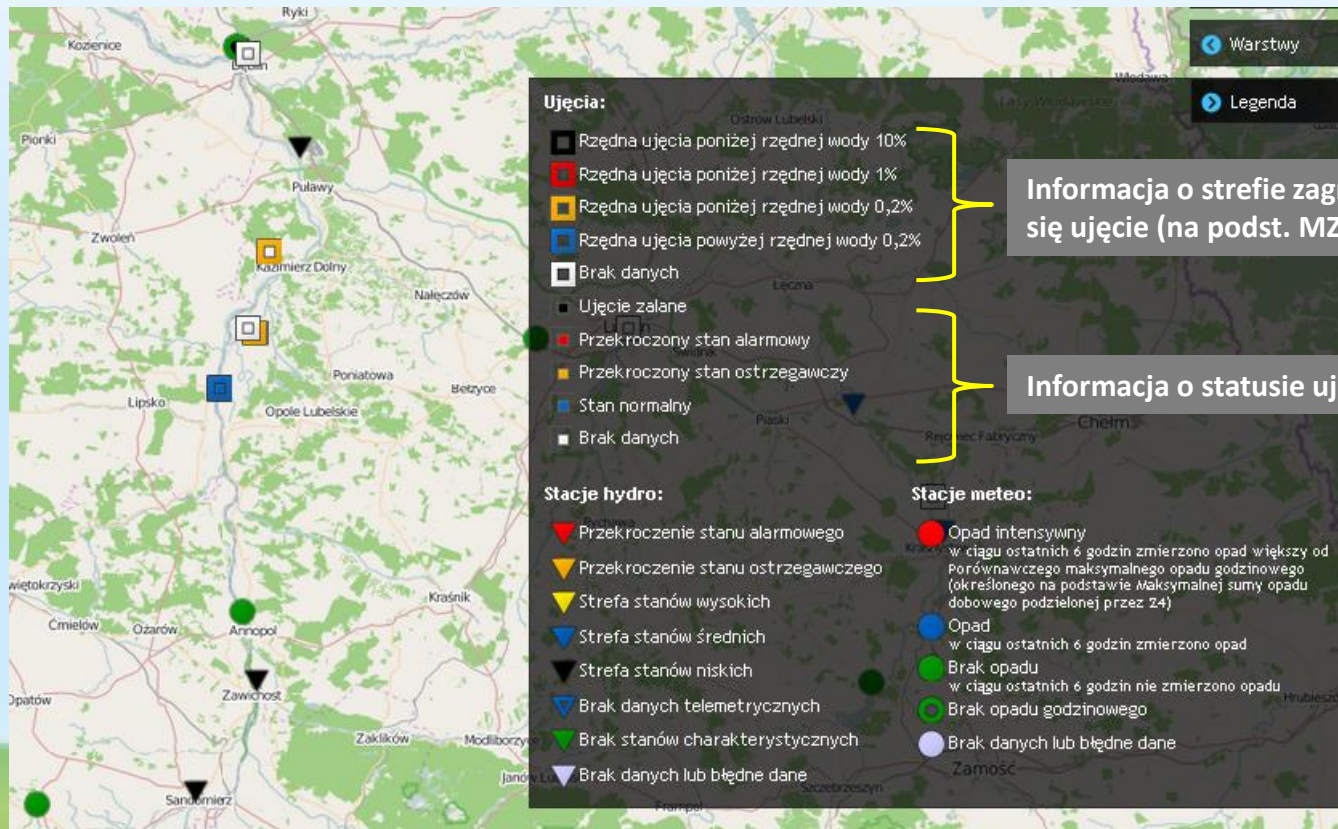 Ryki
Kozienice
Dęblin
Warstwy
Włodawa
Legenda
Ujęcia:
Ostrów Lubelski
Pionki
Rzędna ujęcia poniżej rzędnej wody 10%
Rzędna ujęcia poniżej rzędnej wody 1%
Puławy
Informacja o strefie
się ujęcie (na podst.
Rzędna ujęcia poniżej rzędnej wody 0,2%
Zwoleń
Rzędna ujęcia powyżej rzędnej wody 0,2%
Kazimierz Dolny
Brak danych
Łęczna
Nałęczów
Ujęcie zalane
Przekroczony stan alarmowy
Świdnik
Przekroczony stan ostrzegawczy
Poniatowa
Bełżyce
Informacja o statusie
Lipsko
Opole Lubelskie
Stan normalny
Piaski
Chełm
Rejowiec Fabryczny
Brak danych
Stacje hydro:
Stacje meteo:
Przekroczenie stanu alarmowego
Opad intensywny
w ciągu ostatnich 6 godzin zmierzono opad większy od
Porównawczego maksymalnego opadu godzinowego
(określonego na podstawie Maksymalnej sumy opadu
dobowego podzielonej przez 24)
Przekroczenie stanu ostrzegawczego
Kraśnik
Strefa stanów wysokich
Ćmielów
Ożarów
Annopol
Strefa stanów średnich
Opad
w ciągu ostatnich 6 godzin zmierzono opad
Strefa stanów niskich
Brak opadu
w ciągu ostatnich 6 godzin nie zmierzono opadu
Zawichost
Brak danych telemetrycznych
Brak opadu godzinowego
Zaklików
Brak stanów charakterystycznych
Brak danych lub błędne dane
Zamość
Brak danych lub błędne dane
Szczebrzeszyn
Sandomierz
Frampol